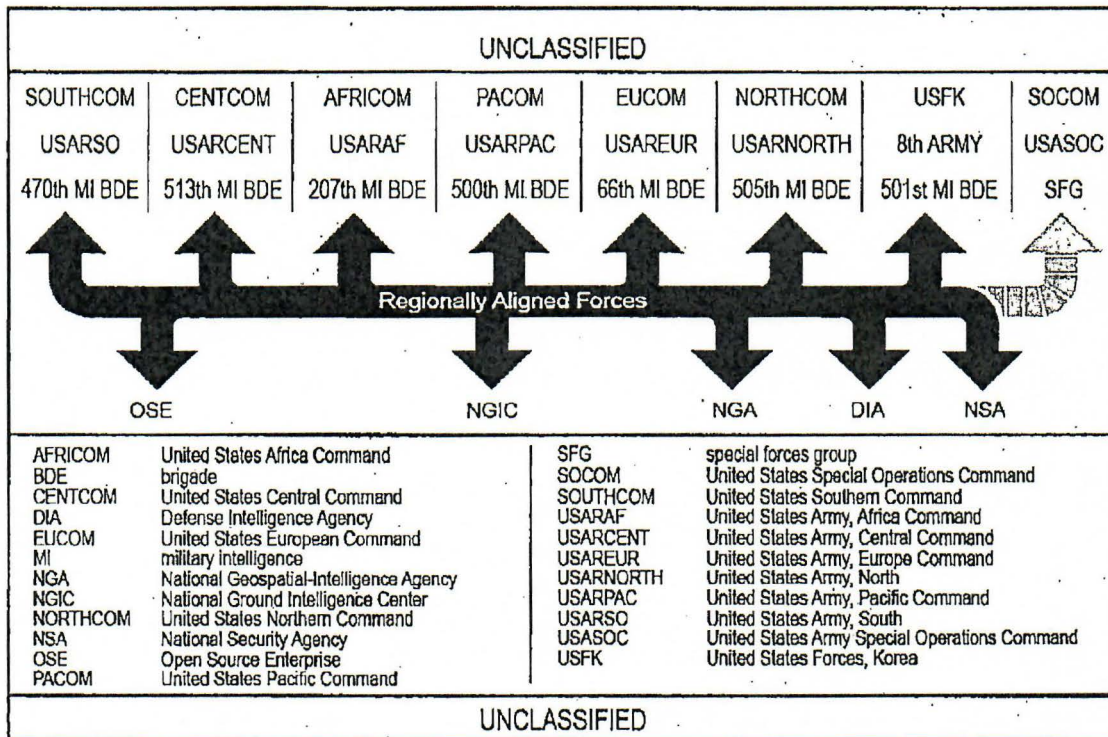 UNCLASSIFIED
SOUTHCOM CENTCOM AFRICOM PACOM EUCOM NORTHCOM USFK SOCOM
USARSO USARCENT USARAF USARPAC USAREUR USARNORTH 8th ARMY USASOC
470th MI BDE 513th MI BDE 207th MI BDE 500th MI BDE 66th MI BDE 505th MI BDE 501st MI BDE SFG
Regionally Aligned Forces
OSE NGIC NGA DIA NSA
AFRICOM United States Africa Command
BDE brigade
CENTCOM United States Central Command
DIA Defense Intelligence Agency
EUCOM United States European Command
MI military intelligence
NGA National Geospatial-Intelligence Agency
NGIC National Ground Intelligence Center
NORTHCOM United States Northern Command
NSA National Security Agency
OSE Open Source Enterprise
PACOM United States Pacific Command
SFG special forces group
SOCOM United States Special Operations Command
SOUTHCOM United States Southern Command
USARAF United States Army, Africa Command
USARCENT United States Army, Central Command
USAREUR United States Army, Europe Command
USARNORTH United States Army, North
USARPAC United States Army, Pacific Command
USARSO United States Army, South
USASOC United States Army Special Operations Command
USFK United States Forces, Korea
UNCLASSIFIED